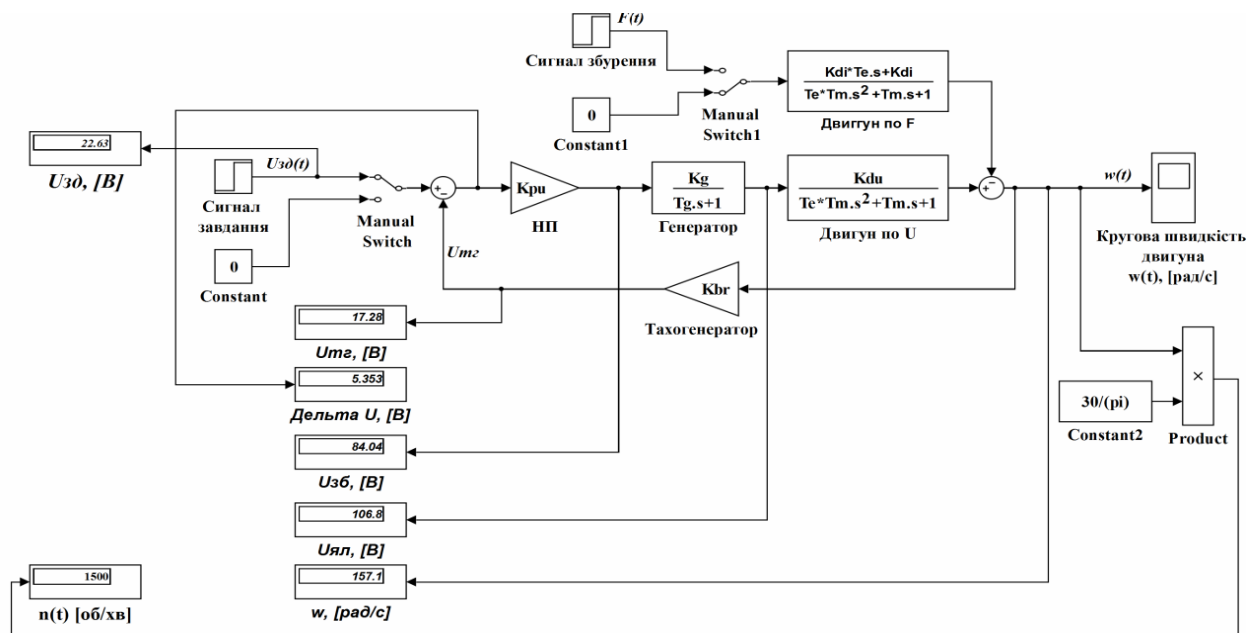 F(t)
Сигнал збурення
0
Constant1
Manual
Switch1
Kdi*Te.s+Kdi
Te*Tm.s² +Tm.s+1
Двиггун по F
22.63
Uзд, [В]
Uзд(t)
Сигнал
завдання
0
Constant
Manual
Switch
+
−
Kpu
НП
Kg
Tg.s+1
Генератор
Kdu
Te*Tm.s²+Tm.s+1
Двигун по U
+
−
w(t)
Кругова швидкість
двигуна
w(t), [рад/с]
Uтг
Kbr
Тахогенератор
17.28
Uтг, [В]
5.353
Дельта U, [В]
84.04
Uзб, [В]
106.8
Uял, [В]
157.1
w, [рад/с]
30/(pi)
Constant2
×
Product
1500
n(t) [об/хв]